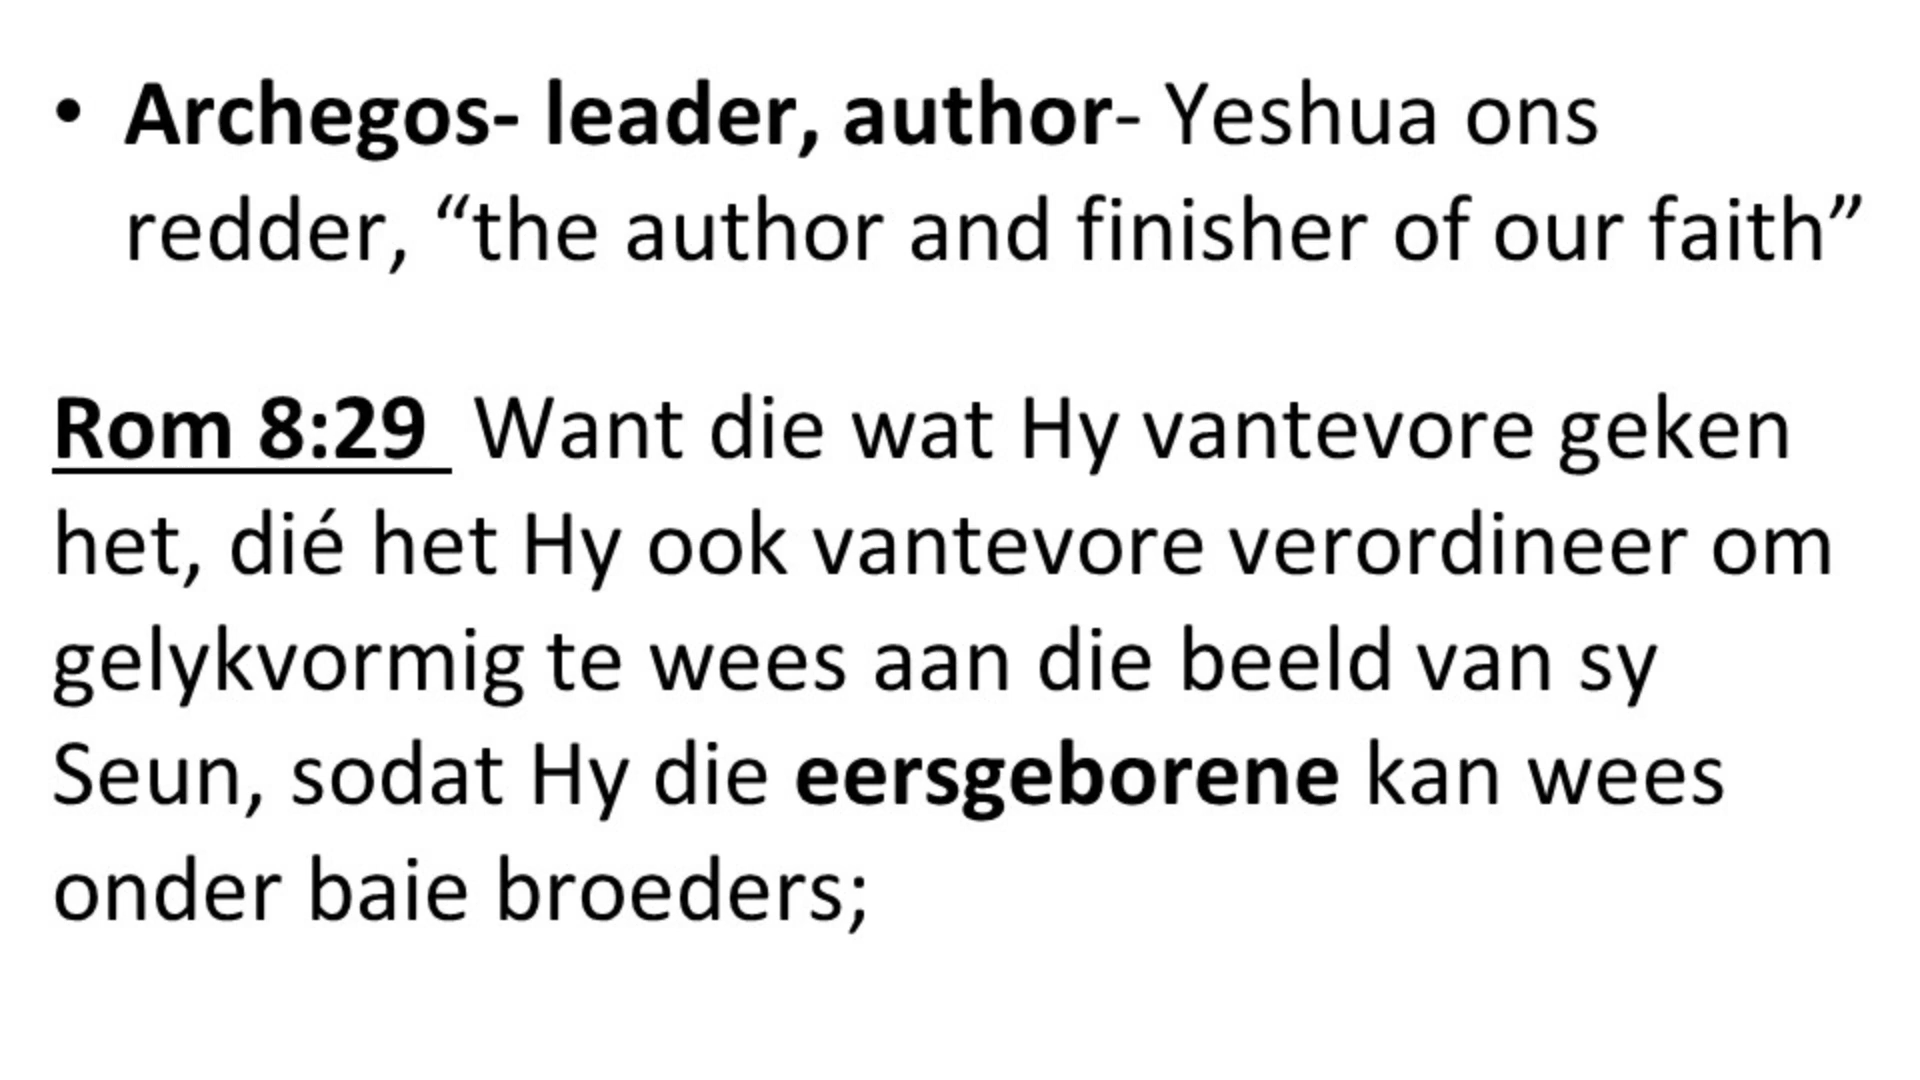 • Archegos- leader, author- Yeshua ons
redder, “the author and finisher of our faith”
Rom 8:29  Want die wat Hy vantevore geken
het, dié het Hy ook vantevore verordineer om
gelykvormig te wees aan die beeld van sy
Seun, sodat Hy die eersgeborene kan wees
onder baie broeders;